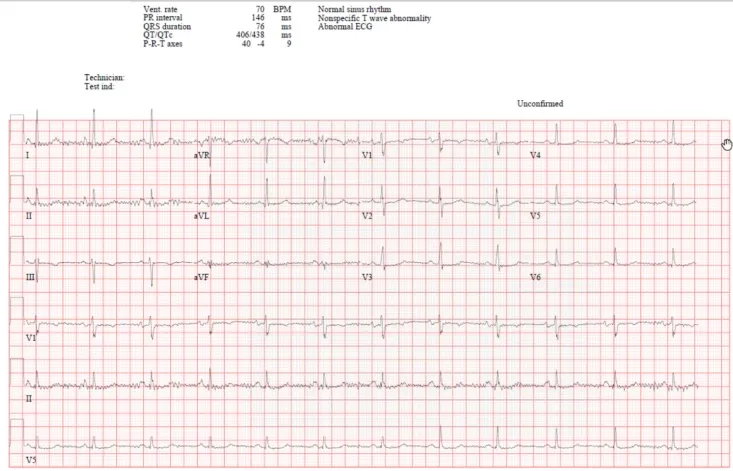 Vent. rate 70 BPM Normal sinus rhythm
PR interval 146 ms Nonspecific T wave abnormality
QRS duration 76 ms Abnormal ECG
QT/QTc 406/438 ms
P-R-T axes 40 -4 9
Technician:
Test ind:
Unconfirmed
I aVR V1 V4
II aVL V2 V5
III aVF V3 V6
V1
II
V5